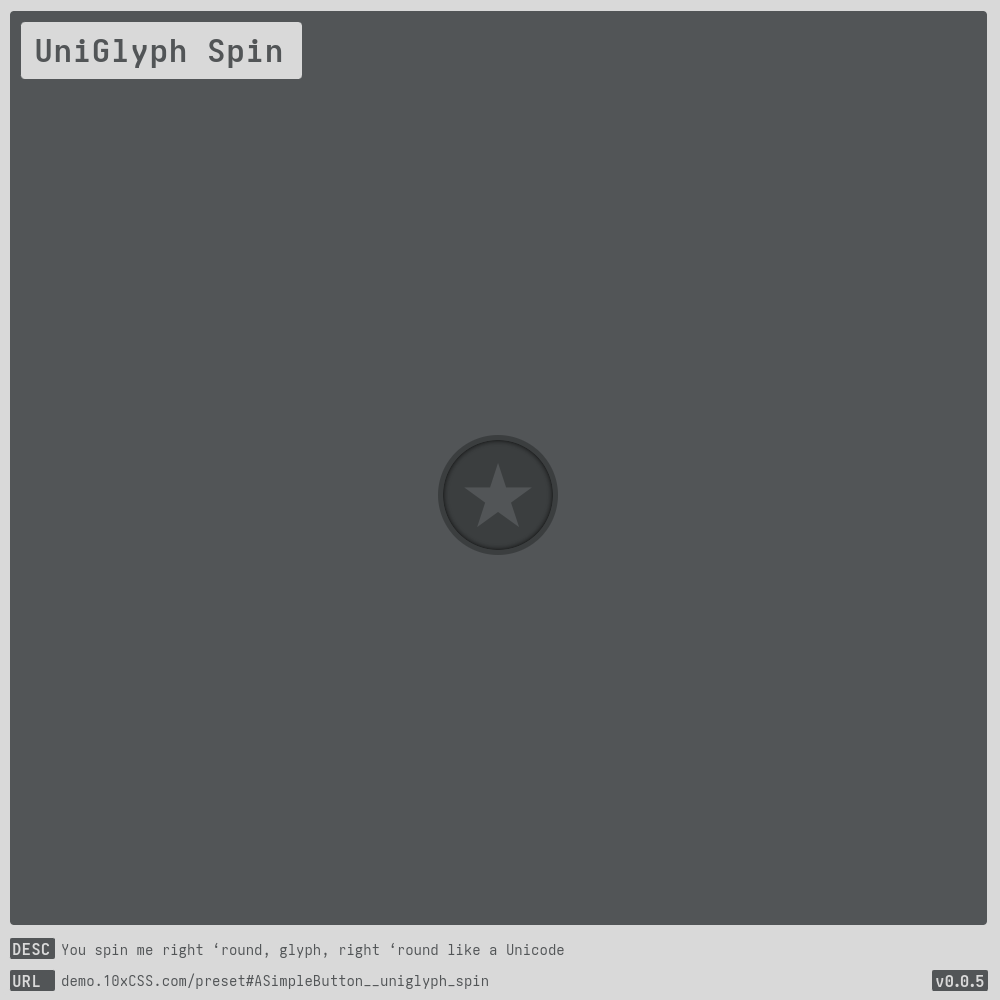 UniGlyph Spin
DESC You spin me right ‘round, glyph, right ‘round like a Unicode
URL demo.10xCSS.com/preset#ASimpleButton__uniglyph_spin
v0.0.5